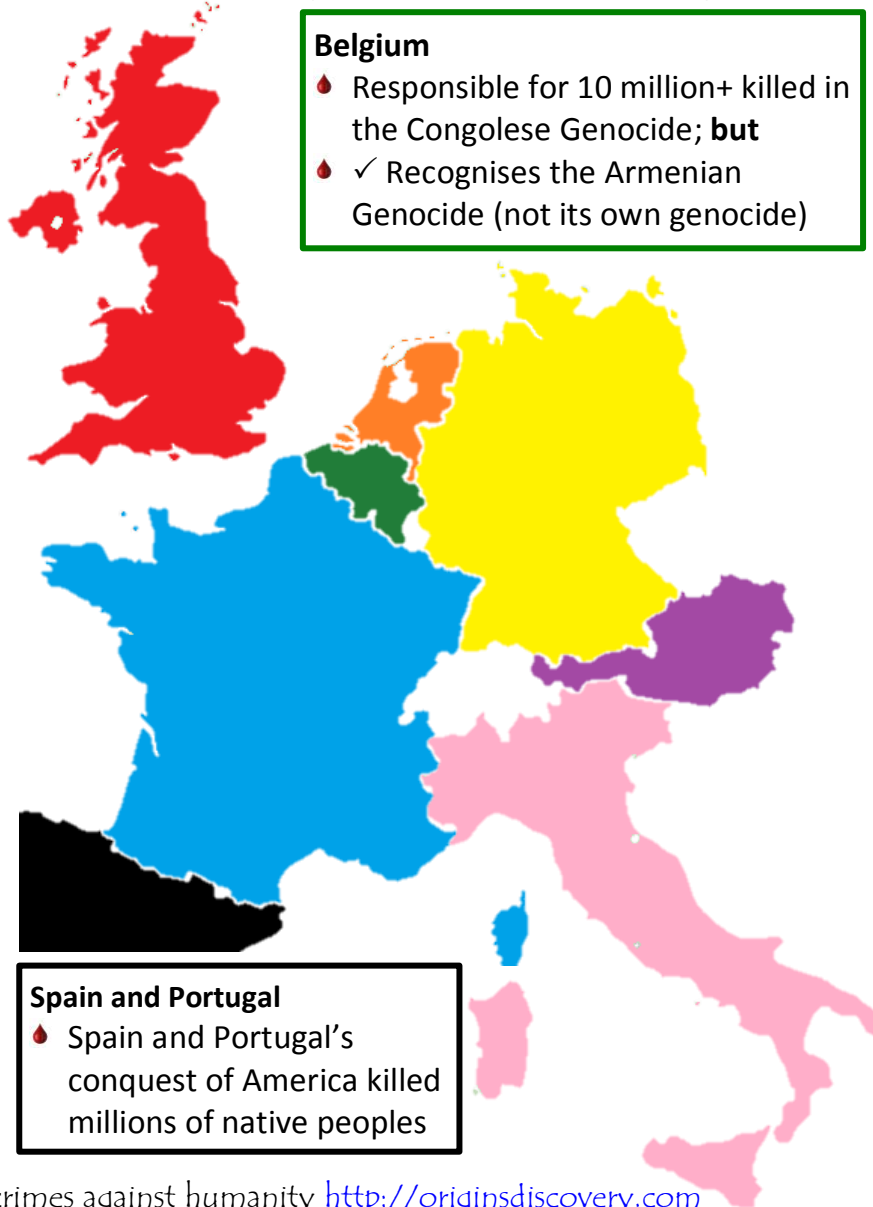 Belgium
Responsible for 10 million+ killed in
the Congolese Genocide; but
✓ Recognises the Armenian
Genocide (not its own genocide)
Spain and Portugal
Spain and Portugal's
conquest of America killed
millions of native peoples
crimes against humanity http://originsdiscovery.com